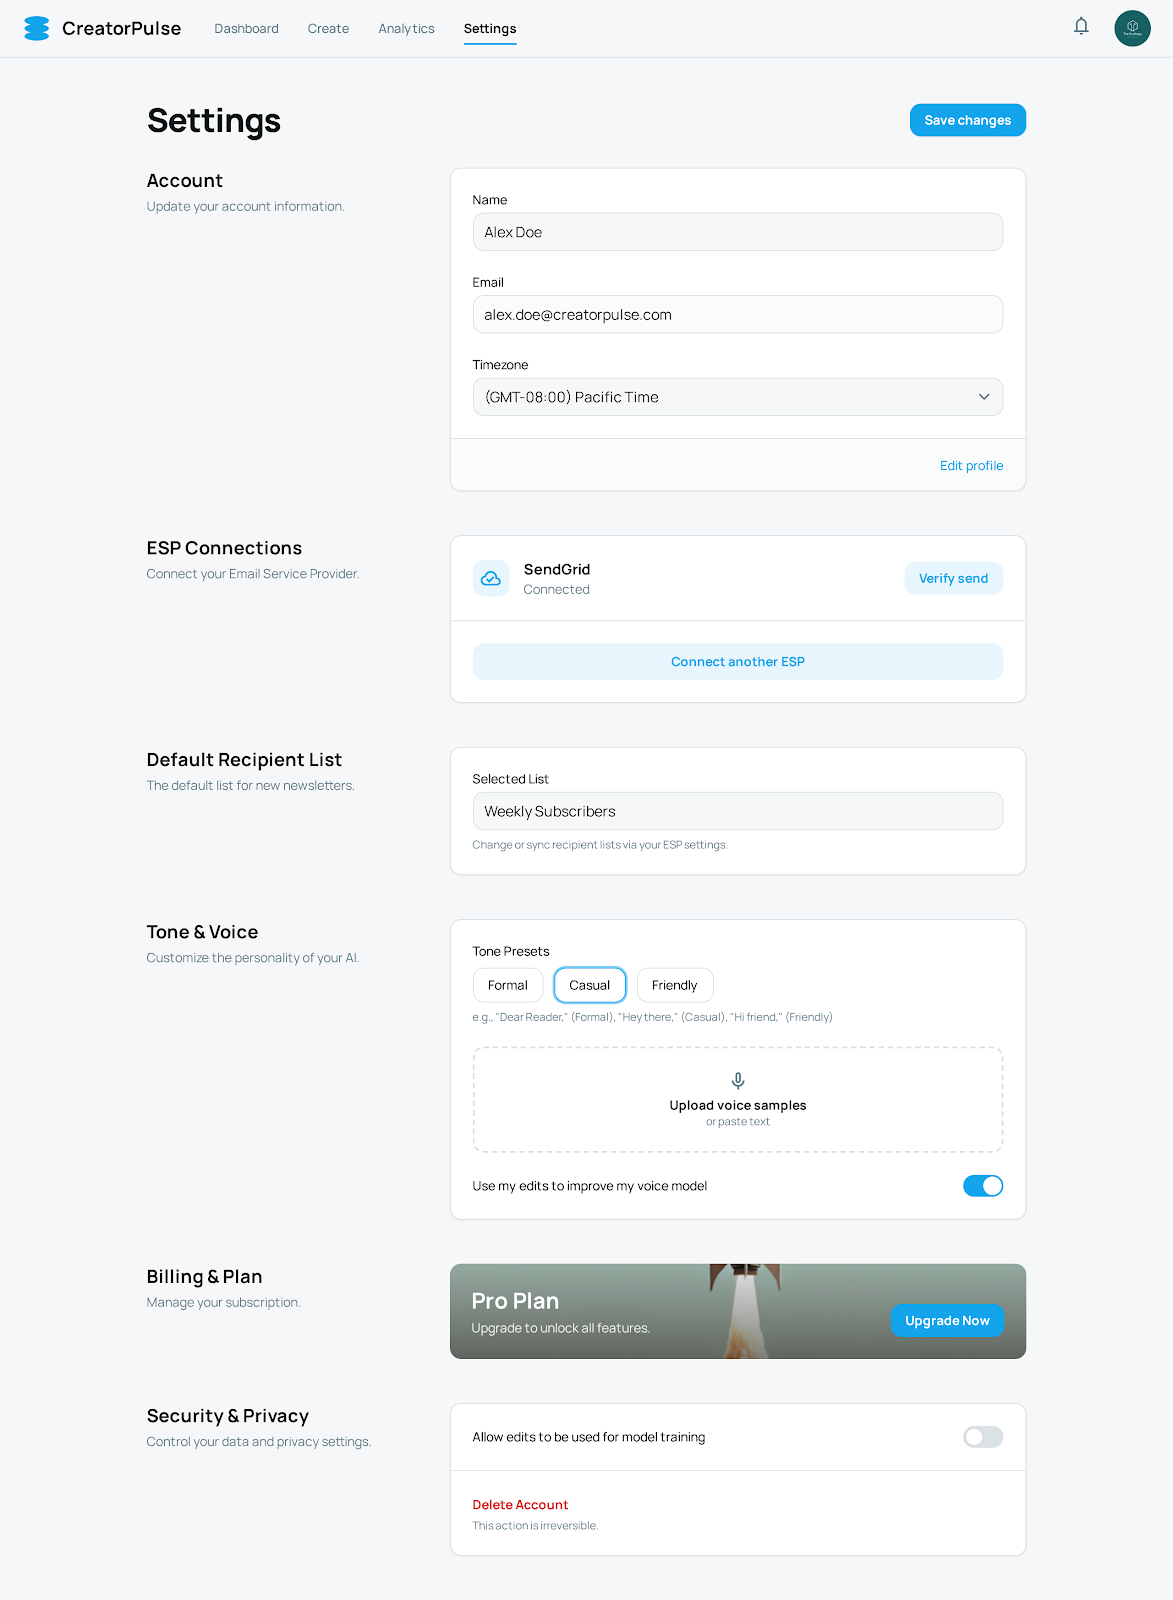 CreatorPulse
Dashboard
Create
Analytics
Settings
Technology
Settings
Save changes
Account
Update your account information.
Name
Alex Doe
Email
alex.doe@creatorpulse.com
Timezone
(GMT-08:00) Pacific Time
Edit profile
ESP Connections
Connect your Email Service Provider.
SendGrid
Connected
Verify send
Connect another ESP
Default Recipient List
The default list for new newsletters.
Selected List
Weekly Subscribers
Change or sync recipient lists via your ESP settings.
Tone & Voice
Customize the personality of your AI.
Tone Presets
Formal
Casual
Friendly
e.g., "Dear Reader," (Formal), "Hey there," (Casual), "Hi friend," (Friendly)
Upload voice samples
or paste text
Use my edits to improve my voice model
Billing & Plan
Manage your subscription.
Pro Plan
Upgrade to unlock all features.
Upgrade Now
Security & Privacy
Control your data and privacy settings.
Allow edits to be used for model training
Delete Account
This action is irreversible.